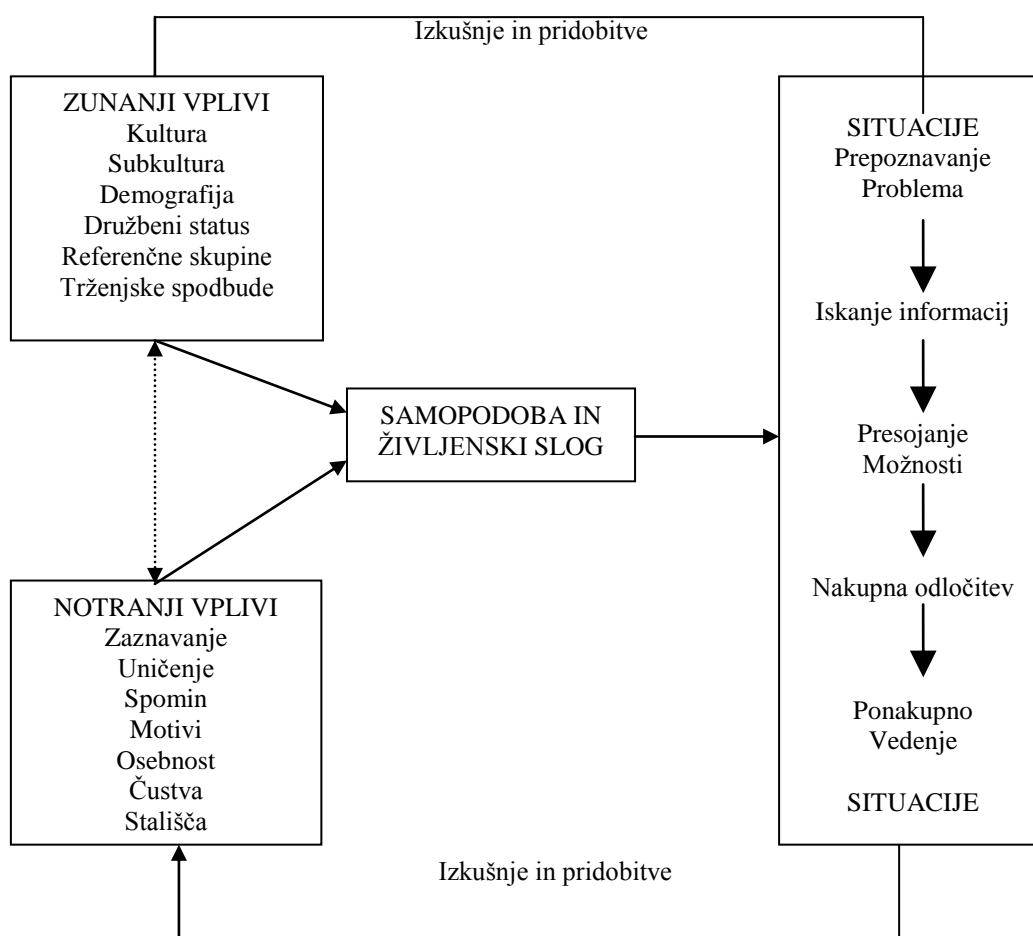 Izkušnje in pridobitve
ZUNANJI VPLIVI
Kultura
Subkultura
Demografija
Družbeni status
Referenčne skupine
Trženjske spodbude
SAMOPODOBA IN
ŽIVLJENSKI SLOG
NOTRANJI VPLIVI
Zaznavanje
Uničenje
Spomin
Motivi
Osebnost
Čustva
Stališča
SITUACIJE
Prepoznavanje
Problema
Iskanje informacij
Presojanje
Možnosti
Nakupna odločitev
Ponakupno
Vedenje
SITUACIJE
Izkušnje in pridobitve